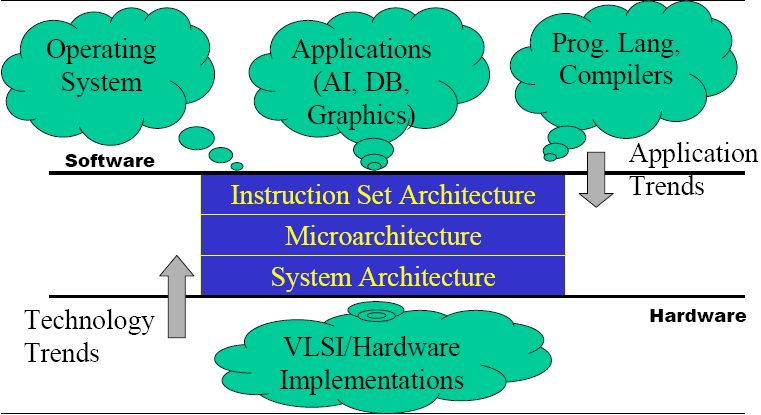 Operating
System
Applications
(AI, DB,
Graphics)
Prog. Lang,
Compilers
Software
Application
Trends
Instruction Set Architecture
Microarchitecture
System Architecture
Technology
Trends
Hardware
VLSI/Hardware
Implementations